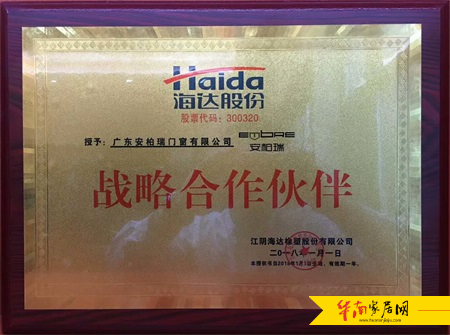 Haida
海达股份
股票代码：300320
授予：广东安柏瑞门窗有限公司 EMBRE 安柏瑞
战略合作伙伴
江阴海达橡塑股份有限公司
二〇一八年一月一日
华南家居网